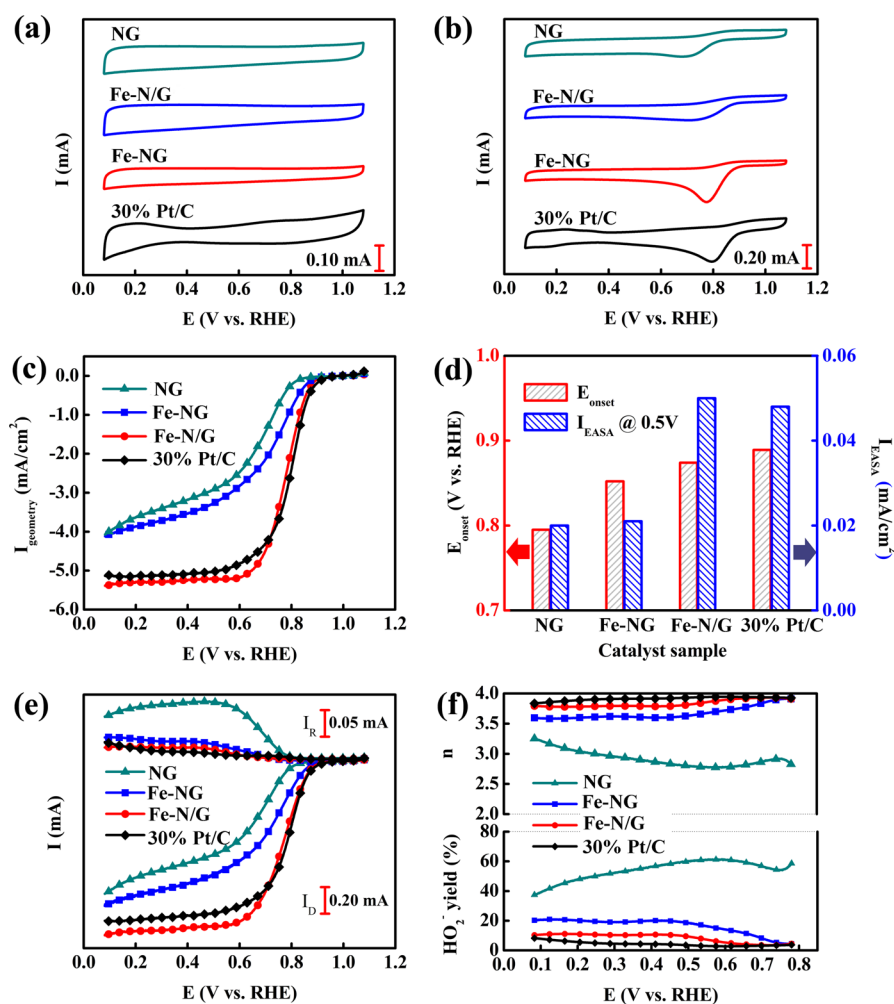 (a)
NG
Fe-N/G
Fe-NG
30% Pt/C
0.10 mA
I (mA)
0.0 0.2 0.4 0.6 0.8 1.0 1.2
E (V vs. RHE)
(b)
NG
Fe-N/G
Fe-NG
30% Pt/C
0.20 mA
I (mA)
0.0 0.2 0.4 0.6 0.8 1.0 1.2
E (V vs. RHE)
(c)
0.0
-1.0
-2.0
-3.0
-4.0
-5.0
-6.0
NG
Fe-NG
Fe-N/G
30% Pt/C
I geometry (mA/cm²)
0.0 0.2 0.4 0.6 0.8 1.0 1.2
E (V vs. RHE)
(d)
1.0
0.9
0.8
0.7
E onset (V vs. RHE)
E onset
I EASA @ 0.5V
0.06
0.04
0.02
0.00
I EASA (mA/cm²)
NG Fe-NG Fe-N/G 30% Pt/C
Catalyst sample
(e)
I R 0.05 mA
NG
Fe-NG
Fe-N/G
30% Pt/C
I D 0.20 mA
I (mA)
0.0 0.2 0.4 0.6 0.8 1.0 1.2
E (V vs. RHE)
(f)
4.0
3.5
3.0
2.5
2.0
n
NG
Fe-NG
Fe-N/G
30% Pt/C
80
60
40
20
0
HO₂⁻ yield (%)
0.1 0.2 0.3 0.4 0.5 0.6 0.7 0.8
E (V vs. RHE)